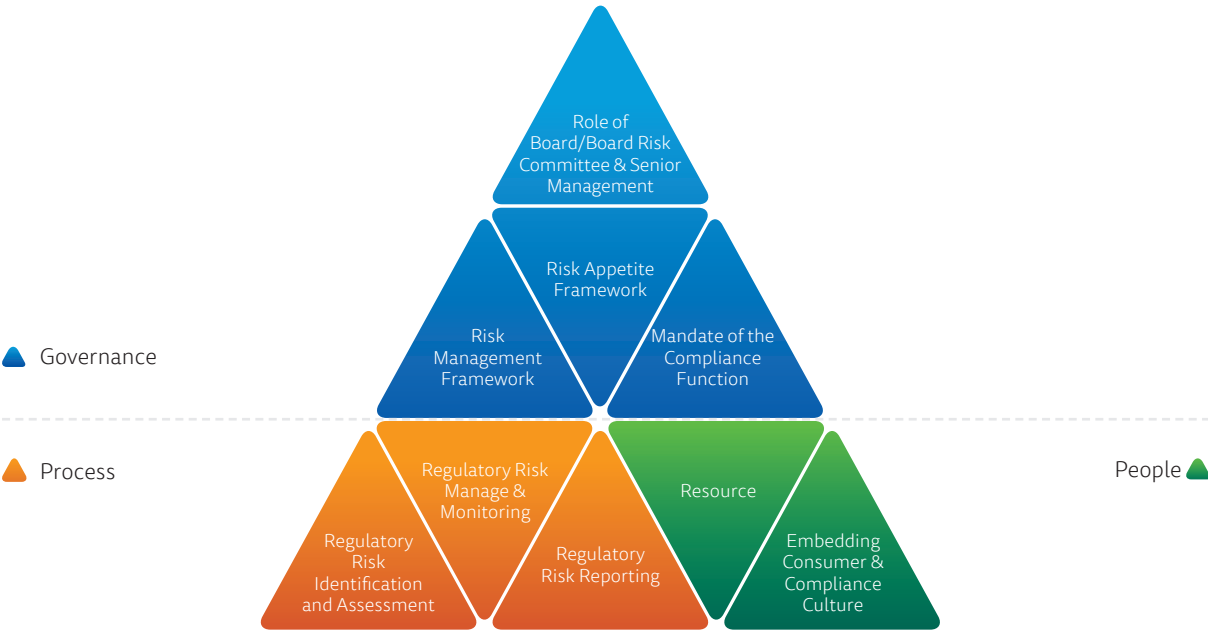 Role of
Board/Board Risk
Committee & Senior
Management
Risk Appetite
Framework
Risk
Management
Framework
Mandate of the
Compliance
Function
Governance
Process
People
Regulatory Risk
Manage &
Monitoring
Resource
Regulatory
Risk
Identification
and Assessment
Regulatory
Risk Reporting
Embedding
Consumer &
Compliance
Culture